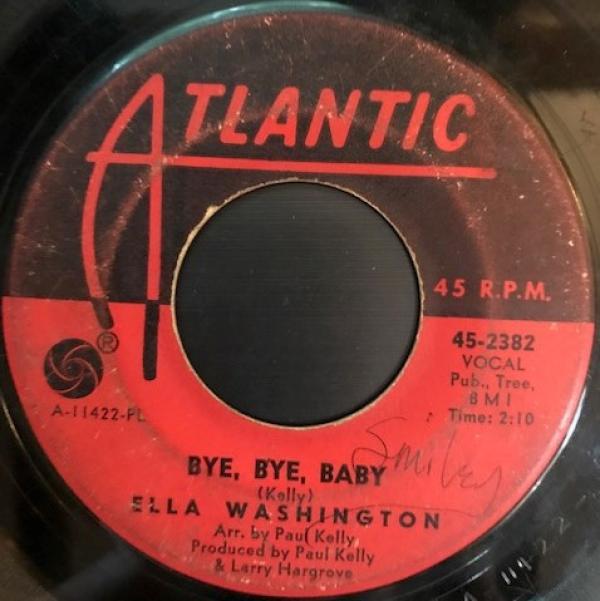 ATLANTIC
45 R.P.M.
®
45-2382
VOCAL
Pub., Tree,
BMI
Time: 2:10
A-11422-PL
Smiley
BYE, BYE, BABY
(Kelly)
ELLA WASHINGTON
Arr. by Paul Kelly
Produced by Paul Kelly
& Larry Hargrove